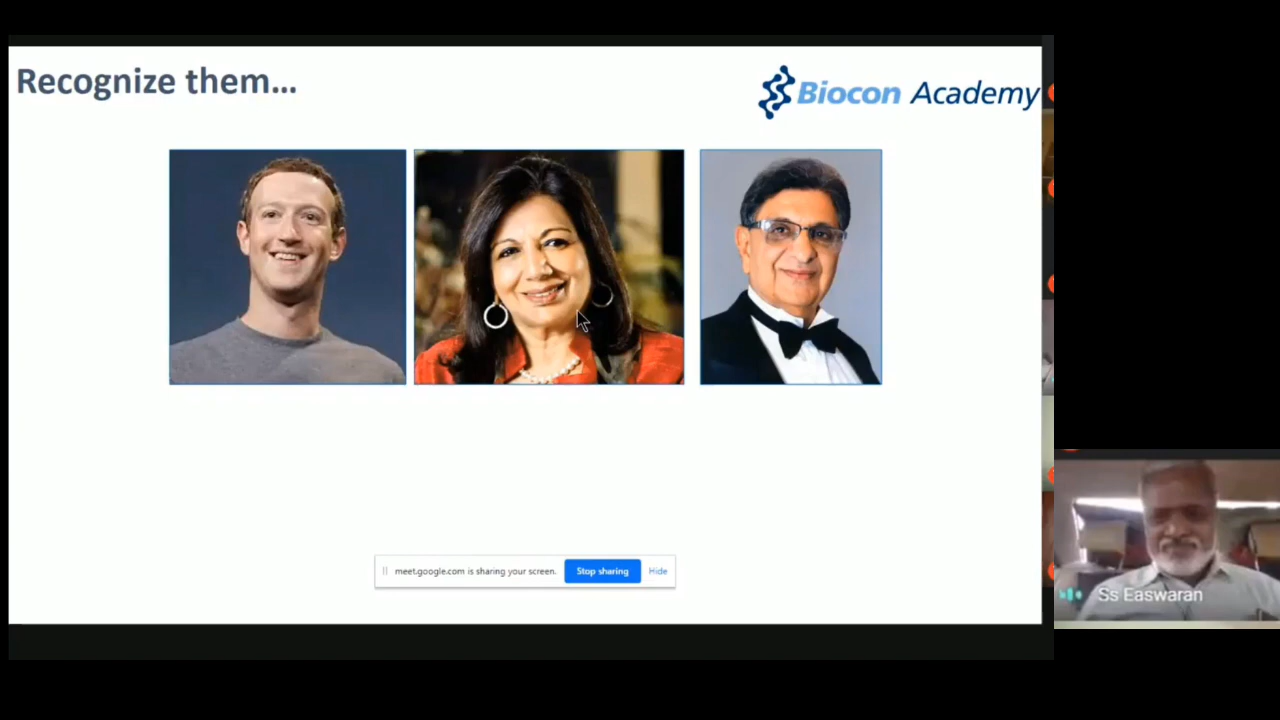 Recognize them...
Biocon Academy
meet.google.com is sharing your screen.
Stop sharing
Hide
Ss Easwaran